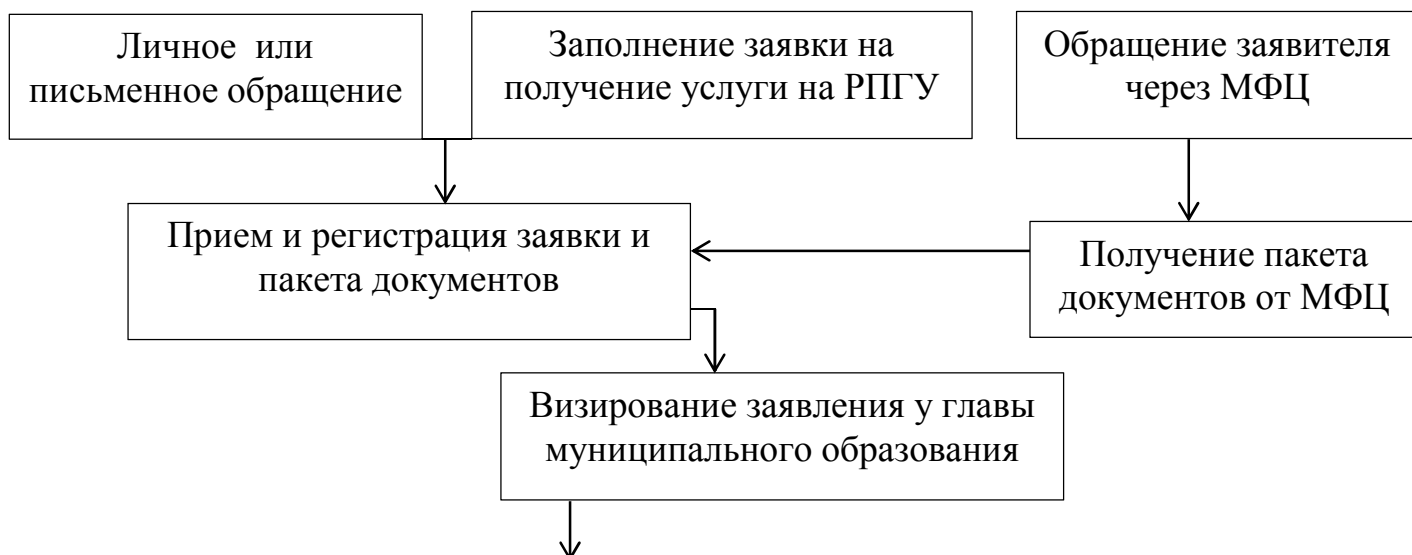 Личное или
письменное обращение
Заполнение заявки на
получение услуги на РПГУ
Обращение заявителя
через МФЦ
Прием и регистрация заявки и
пакета документов
Получение пакета
документов от МФЦ
Визирование заявления у главы
муниципального образования